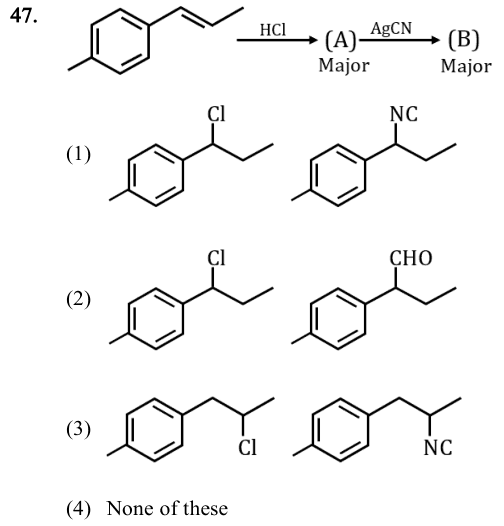 47.
HCl (A) AgCN (B)
Major Major
Cl NC
(1)
Cl CHO
(2)
(3)
Cl NC
(4) None of these